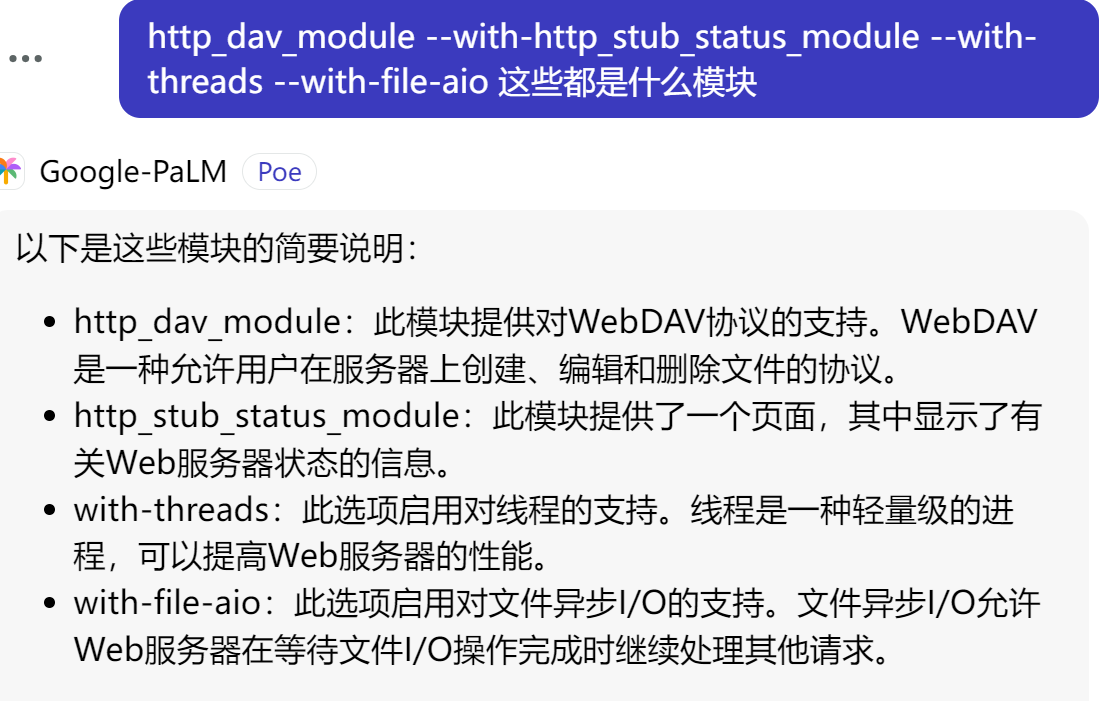 http_dav_module --with-http_stub_status_module --with-
threads --with-file-aio 这些都是什么模块
Google-PaLM Poe
以下是这些模块的简要说明：
• http_dav_module：此模块提供对WebDAV协议的支持。WebDAV
是一种允许用户在服务器上创建、编辑和删除文件的协议。
• http_stub_status_module：此模块提供了一个页面，其中显示了有
关Web服务器状态的信息。
• with-threads：此选项启用对线程的支持。线程是一种轻量级的进
程，可以提高Web服务器的性能。
• with-file-aio：此选项启用对文件异步I/O的支持。文件异步I/O允许
Web服务器在等待文件I/O操作完成时继续处理其他请求。